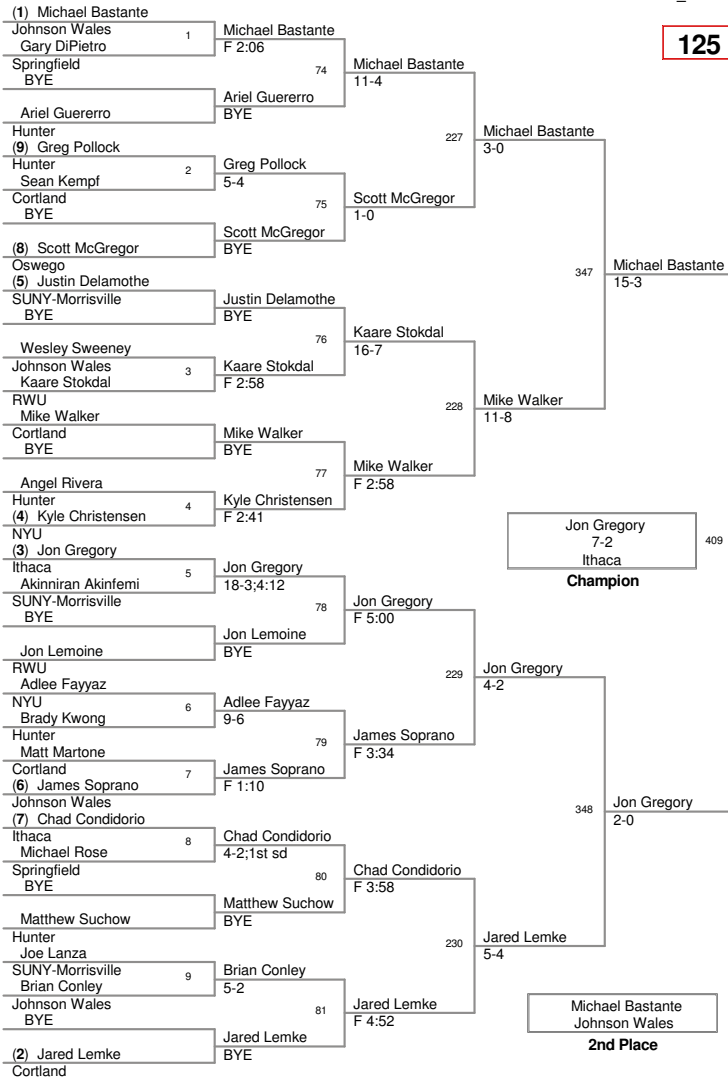 (1) Michael Bastante
Johnson Wales
Gary DiPietro
Springfield
BYE
Ariel Guererro
Hunter
(9) Greg Pollock
Hunter
Sean Kempf
Cortland
BYE
(8) Scott McGregor
Oswego
(5) Justin Delamothe
SUNY-Morrisville
BYE
Wesley Sweeney
Johnson Wales
Kaare Stokdal
RWU
Mike Walker
Cortland
BYE
Angel Rivera
Hunter
(4) Kyle Christensen
NYU
(3) Jon Gregory
Ithaca
Akinniran Akinfemi
SUNY-Morrisville
BYE
Jon Lemoine
RWU
Adlee Fayyaz
NYU
Brady Kwong
Hunter
Matt Martone
Cortland
(6) James Soprano
Johnson Wales
(7) Chad Condidorio
Ithaca
Michael Rose
Springfield
BYE
Matthew Suchow
Hunter
Joe Lanza
SUNY-Morrisville
Brian Conley
Johnson Wales
BYE
(2) Jared Lemke
Cortland
1
2
3
4
5
6
7
8
9
Michael Bastante
F 2:06
Ariel Guererro
BYE
Greg Pollock
5-4
Scott McGregor
BYE
Justin Delamothe
BYE
Kaare Stokdal
F 2:58
Mike Walker
BYE
Kyle Christensen
F 2:41
Jon Gregory
18-3;4:12
Jon Lemoine
BYE
Adlee Fayyaz
9-6
James Soprano
F 1:10
Chad Condidorio
4-2;1st sd
Matthew Suchow
BYE
Brian Conley
5-2
Jared Lemke
BYE
74
75
76
77
78
79
80
81
Michael Bastante
11-4
Scott McGregor
1-0
Kaare Stokdal
16-7
Mike Walker
F 2:58
Jon Gregory
F 5:00
James Soprano
F 3:34
Chad Condidorio
F 3:58
Jared Lemke
F 4:52
227
228
229
230
Michael Bastante
3-0
Mike Walker
11-8
Jon Gregory
4-2
Jared Lemke
5-4
347
348
Michael Bastante
15-3
Jon Gregory
2-0
125
Jon Gregory
7-2
Ithaca
409
Champion
Michael Bastante
Johnson Wales
2nd Place